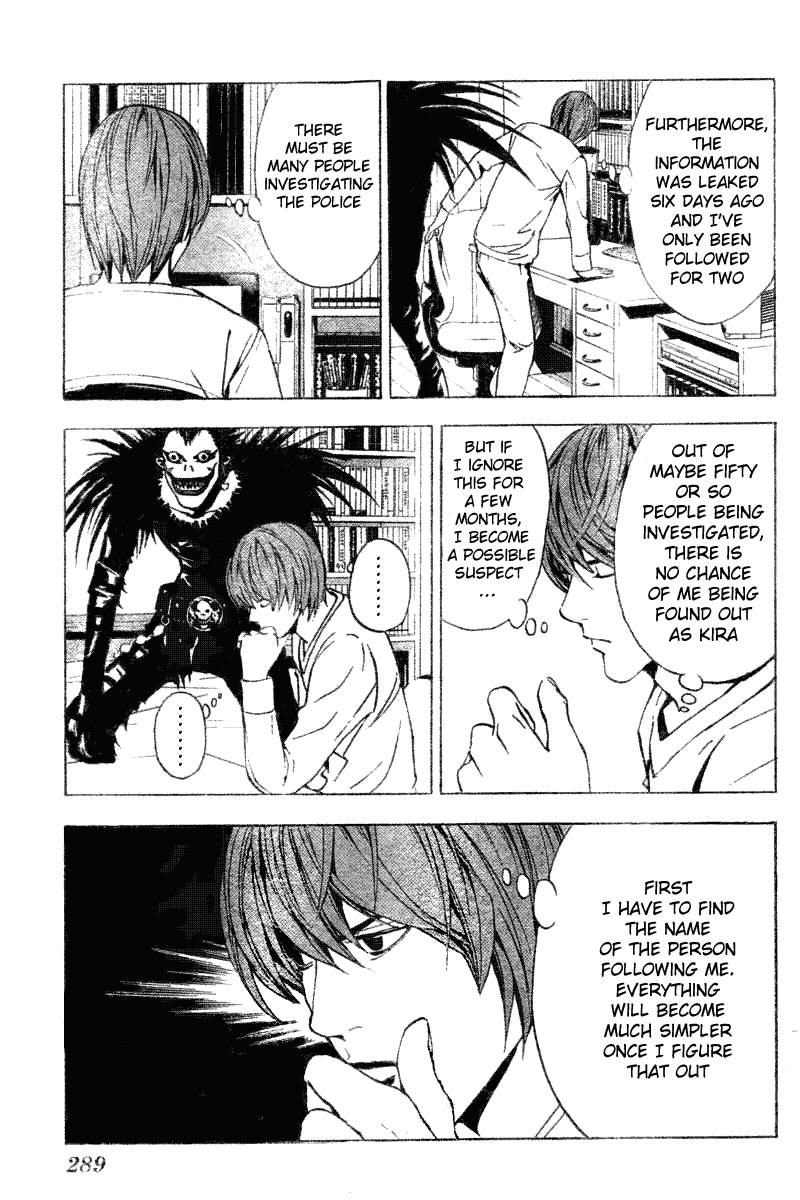 FURTHERMORE,
THE
INFORMATION
WAS LEAKED
SIX DAYS AGO
AND I'VE
ONLY BEEN
FOLLOWED
FOR TWO
THERE
MUST BE
MANY PEOPLE
INVESTIGATING
THE POLICE
OUT OF
MAYBE FIFTY
OR SO
PEOPLE BEING
INVESTIGATED,
THERE IS
NO CHANCE
OF ME BEING
FOUND OUT
AS KIRA
BUT IF
I IGNORE
THIS FOR
A FEW
MONTHS,
I BECOME
A POSSIBLE
SUSPECT
...
.......
.......
FIRST
I HAVE TO FIND
THE NAME
OF THE PERSON
FOLLOWING ME.
EVERYTHING
WILL BECOME
MUCH SIMPLER
ONCE I FIGURE
THAT OUT
289